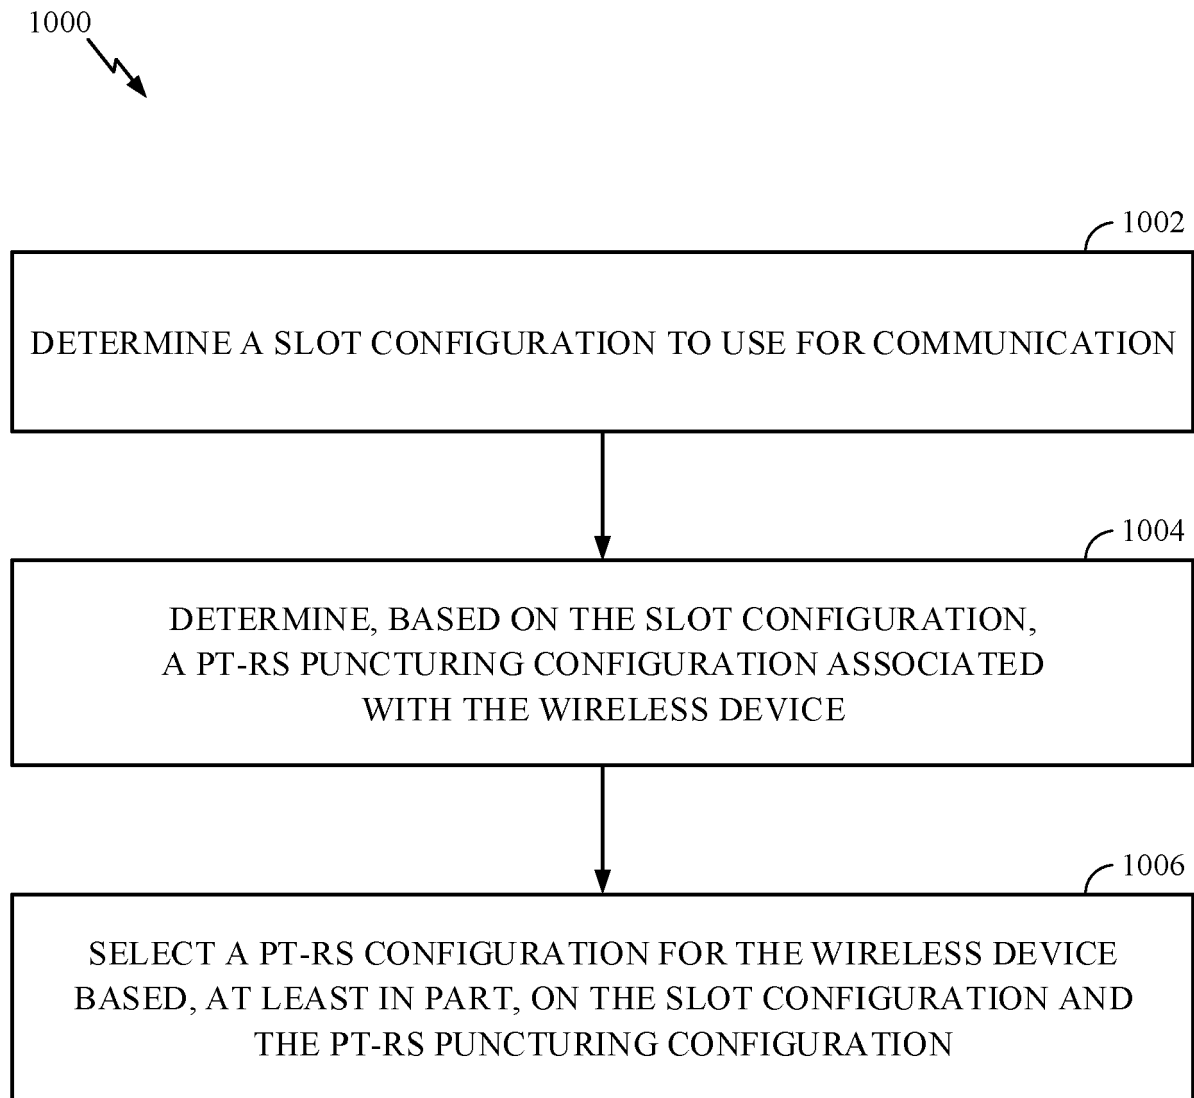 1000
1002
DETERMINE A SLOT CONFIGURATION TO USE FOR COMMUNICATION
1004
DETERMINE, BASED ON THE SLOT CONFIGURATION,
A PT-RS PUNCTURING CONFIGURATION ASSOCIATED
WITH THE WIRELESS DEVICE
1006
SELECT A PT-RS CONFIGURATION FOR THE WIRELESS DEVICE
BASED, AT LEAST IN PART, ON THE SLOT CONFIGURATION AND
THE PT-RS PUNCTURING CONFIGURATION